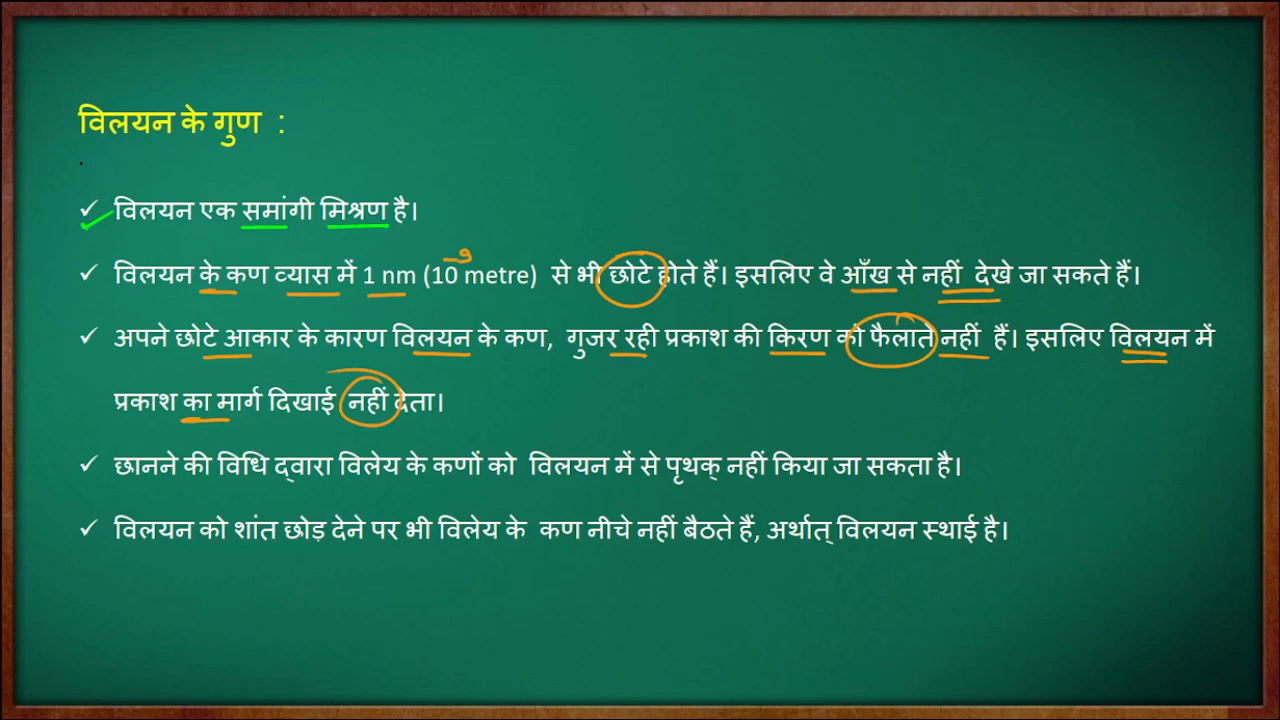 विलयन के गुण :
✓ विलयन एक समांगी मिश्रण है।
✓ विलयन के कण व्यास में 1 nm (10⁻⁹ metre) से भी छोटे होते हैं। इसलिए वे आँख से नहीं देखे जा सकते हैं।
✓ अपने छोटे आकार के कारण विलयन के कण, गुजर रही प्रकाश की किरण को फैलाते नहीं हैं। इसलिए विलयन में
प्रकाश का मार्ग दिखाई नहीं देता।
✓ छानने की विधि द्वारा विलेय के कणों को विलयन में से पृथक् नहीं किया जा सकता है।
✓ विलयन को शांत छोड़ देने पर भी विलेय के कण नीचे नहीं बैठते हैं, अर्थात् विलयन स्थाई है।